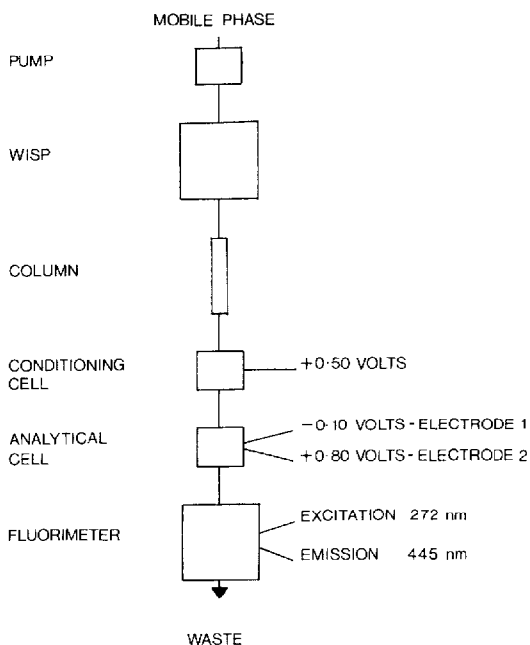 MOBILE PHASE
PUMP
WISP
COLUMN
CONDITIONING
CELL
+0·50 VOLTS
ANALYTICAL
CELL
−0·10 VOLTS - ELECTRODE 1
+0·80 VOLTS - ELECTRODE 2
FLUORIMETER
EXCITATION 272 nm
EMISSION 445 nm
WASTE